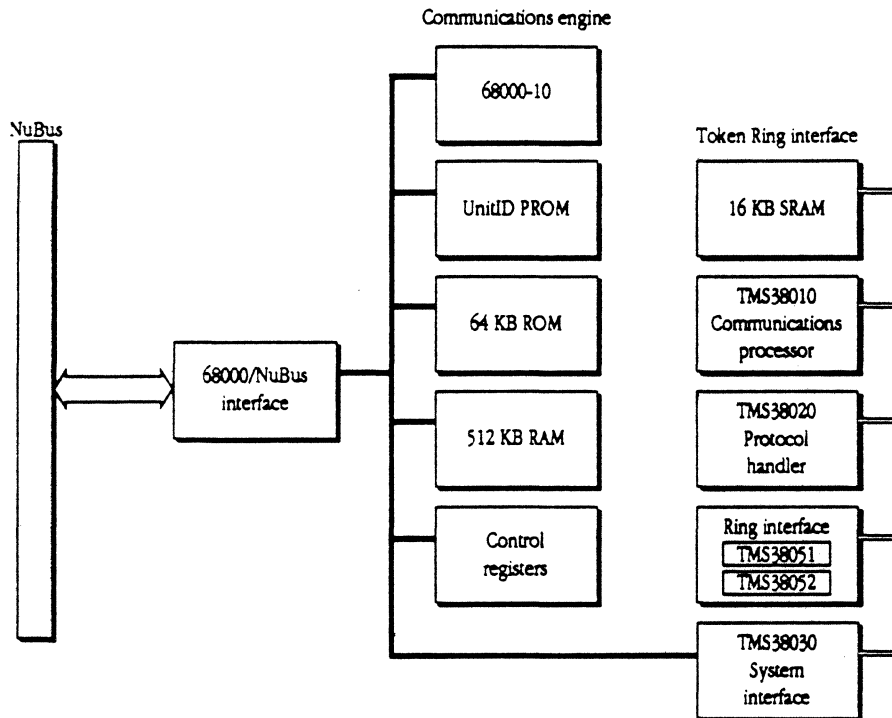 Communications engine
68000-10
NuBus
Token Ring interface
UnitID PROM
16 KB SRAM
64 KB ROM
TMS38010
Communications
processor
68000/NuBus
interface
512 KB RAM
TMS38020
Protocol
handler
Control
registers
Ring interface
TMS38051
TMS38052
TMS38030
System
interface